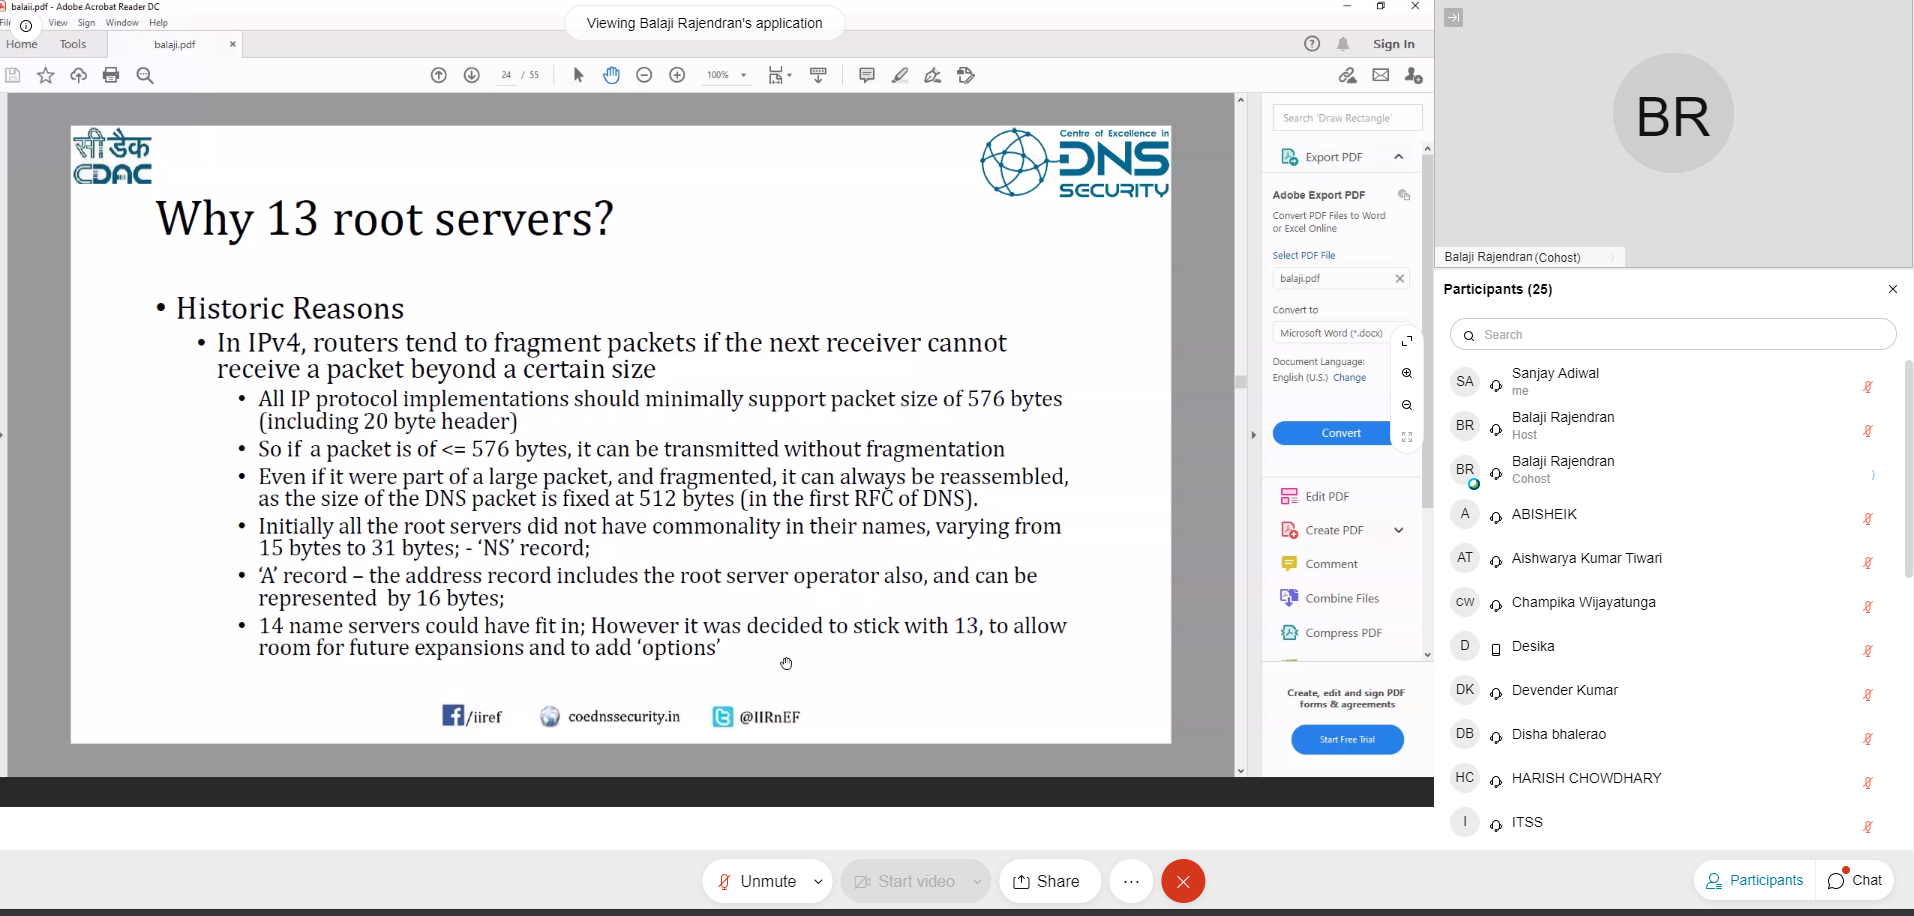 balaji.pdf - Adobe Acrobat Reader DC
View Sign Window Help
Viewing Balaji Rajendran's application
Home Tools balaji.pdf ×
Sign In
24 / 55
100%
सी डैक
CDAC
Centre of Excellence in
DNS
SECURITY
Why 13 root servers?
• Historic Reasons
• In IPv4, routers tend to fragment packets if the next receiver cannot
receive a packet beyond a certain size
• All IP protocol implementations should minimally support packet size of 576 bytes
(including 20 byte header)
• So if a packet is of <= 576 bytes, it can be transmitted without fragmentation
• Even if it were part of a large packet, and fragmented, it can always be reassembled,
as the size of the DNS packet is fixed at 512 bytes (in the first RFC of DNS).
• Initially all the root servers did not have commonality in their names, varying from
15 bytes to 31 bytes; - ‘NS’ record;
• ‘A’ record – the address record includes the root server operator also, and can be
represented by 16 bytes;
• 14 name servers could have fit in; However it was decided to stick with 13, to allow
room for future expansions and to add ‘options’
/iiref
coednssecurity.in
@IIRnEF
Search 'Draw Rectangle'
Export PDF
Adobe Export PDF
Convert PDF Files to Word
or Excel Online
Select PDF File
balaji.pdf
Convert to
Microsoft Word (*.docx)
Document Language:
English (U.S.) Change
Convert
Edit PDF
Create PDF
Comment
Combine Files
Compress PDF
Create, edit and sign PDF
forms & agreements
Start Free Trial
BR
Balaji Rajendran (Cohost)
Participants (25)
Search
SA Sanjay Adiwal
me
BR Balaji Rajendran
Host
BR Balaji Rajendran
Cohost
A ABISHEIK
AT Aishwarya Kumar Tiwari
CW Champika Wijayatunga
D Desika
DK Devender Kumar
DB Disha bhalerao
HC HARISH CHOWDHARY
I ITSS
Unmute
Start video
Share
Participants
Chat